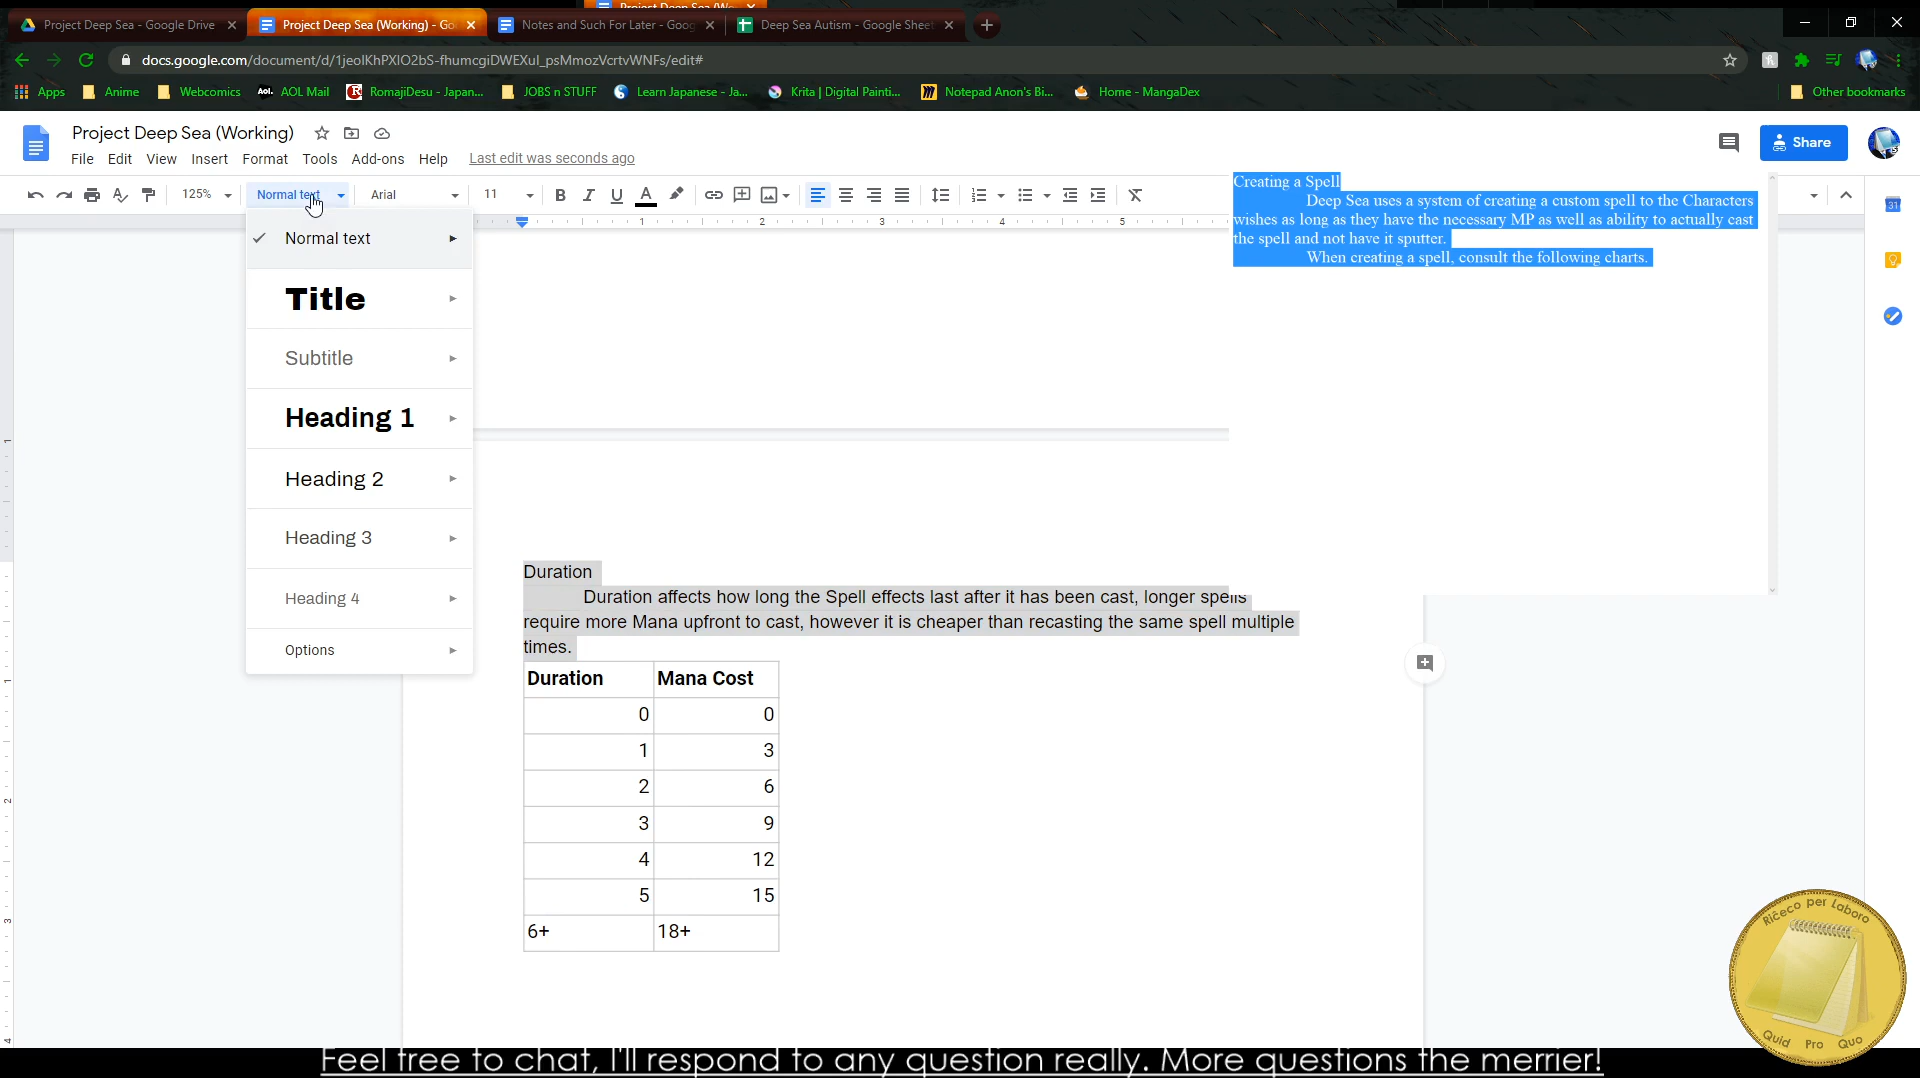 Project Deep Sea - Google Drive
Project Deep Sea (Working) - Go
Notes and Such For Later - Goog
Deep Sea Autism - Google Sheet
docs.google.com/document/d/1jeolKhPXlO2bS-fhumcgiDWEXul_psMmozVcrtvWNFs/edit#
Apps Anime Webcomics Aol. AOL Mail RomajiDesu - Japan... JOBS n STUFF Learn Japanese - Ja... Krita | Digital Painti... Notepad Anon's Bi... Home - MangaDex Other bookmarks
Project Deep Sea (Working)
File Edit View Insert Format Tools Add-ons Help Last edit was seconds ago
Share
125% Normal text Arial 11
1 2 3 4 5
Creating a Spell
Deep Sea uses a system of creating a custom spell to the Characters
wishes as long as they have the necessary MP as well as ability to actually cast
the spell and not have it sputter.
When creating a spell, consult the following charts.
Normal text
Title
Subtitle
Heading 1
Heading 2
Heading 3
Heading 4
Options
Duration
Duration affects how long the Spell effects last after it has been cast, longer spells
require more Mana upfront to cast, however it is cheaper than recasting the same spell multiple
times.
Duration Mana Cost
0 0
1 3
2 6
3 9
4 12
5 15
6+ 18+
Riceco per Laboro
Quid Pro Quo
Feel free to chat, I'll respond to any question really. More questions the merrier!